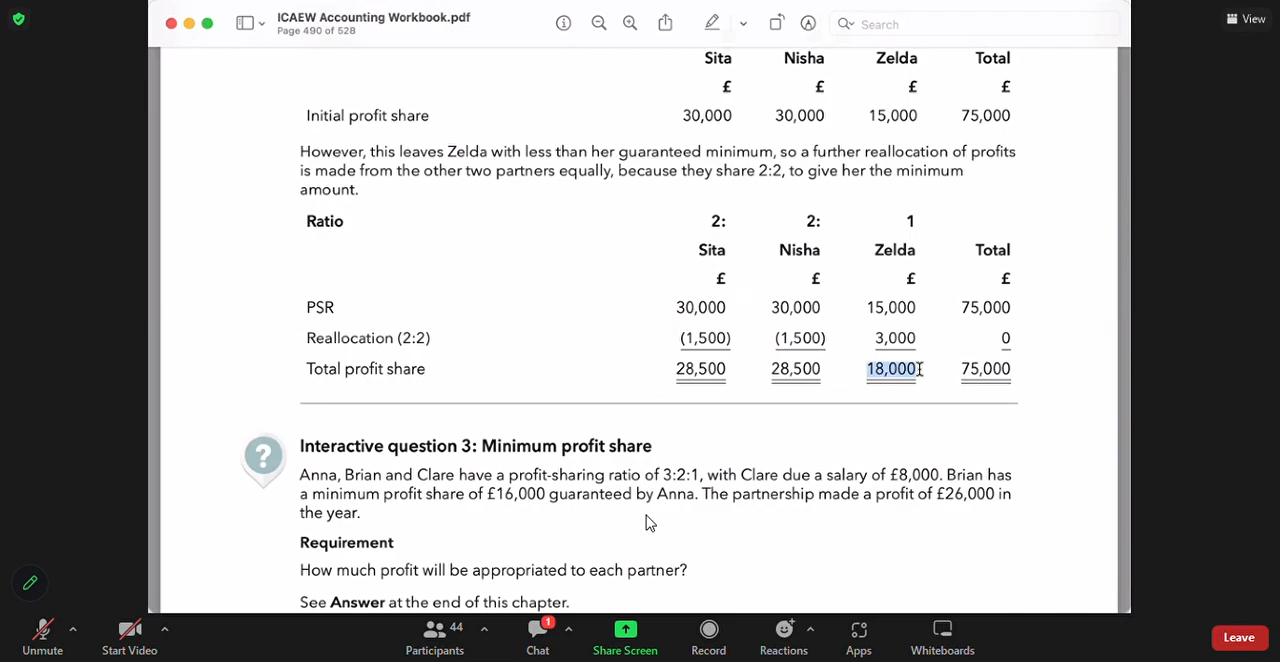 ICAEW Accounting Workbook.pdf
Page 490 of 528
Search
View
Sita Nisha Zelda Total
£ £ £ £
Initial profit share 30,000 30,000 15,000 75,000
However, this leaves Zelda with less than her guaranteed minimum, so a further reallocation of profits
is made from the other two partners equally, because they share 2:2, to give her the minimum
amount.
Ratio 2: 2: 1
Sita Nisha Zelda Total
£ £ £ £
PSR 30,000 30,000 15,000 75,000
Reallocation (2:2) (1,500) (1,500) 3,000 0
Total profit share 28,500 28,500 18,000 75,000
?
Interactive question 3: Minimum profit share
Anna, Brian and Clare have a profit-sharing ratio of 3:2:1, with Clare due a salary of £8,000. Brian has
a minimum profit share of £16,000 guaranteed by Anna. The partnership made a profit of £26,000 in
the year.
Requirement
How much profit will be appropriated to each partner?
See Answer at the end of this chapter.
44 1
Unmute Start Video Participants Chat Share Screen Record Reactions Apps Whiteboards Leave